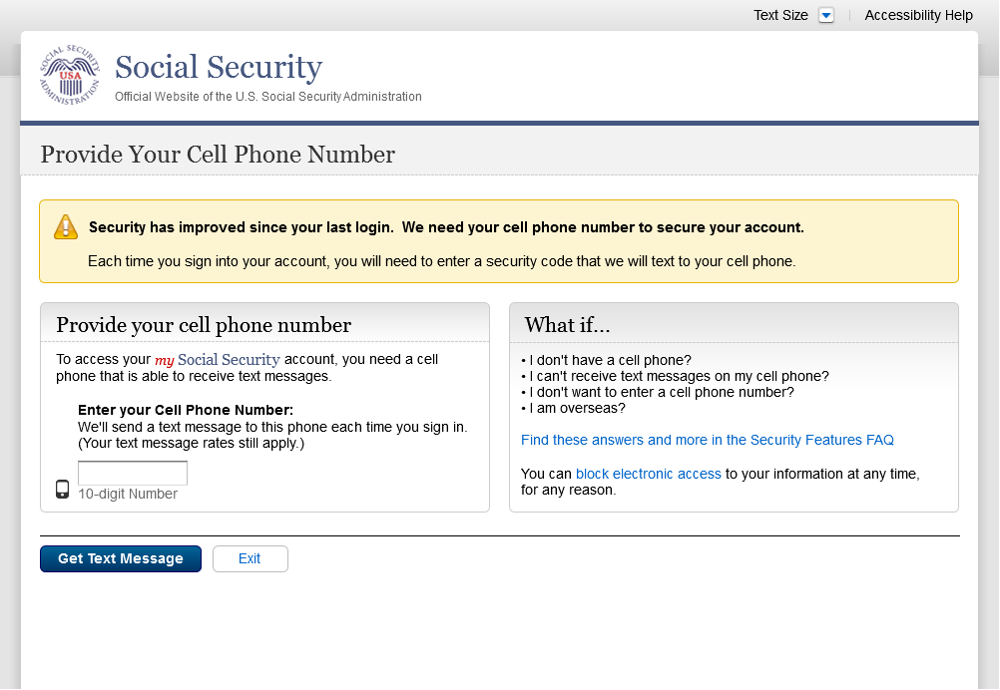 Text Size
Accessibility Help
SOCIAL SECURITY ADMINISTRATION
USA
Social Security
Official Website of the U.S. Social Security Administration
Provide Your Cell Phone Number
Security has improved since your last login. We need your cell phone number to secure your account.
Each time you sign into your account, you will need to enter a security code that we will text to your cell phone.
Provide your cell phone number
To access your my Social Security account, you need a cell
phone that is able to receive text messages.
Enter your Cell Phone Number:
We'll send a text message to this phone each time you sign in.
(Your text message rates still apply.)
10-digit Number
What if...
• I don't have a cell phone?
• I can't receive text messages on my cell phone?
• I don't want to enter a cell phone number?
• I am overseas?
Find these answers and more in the Security Features FAQ
You can block electronic access to your information at any time,
for any reason.
Get Text Message
Exit